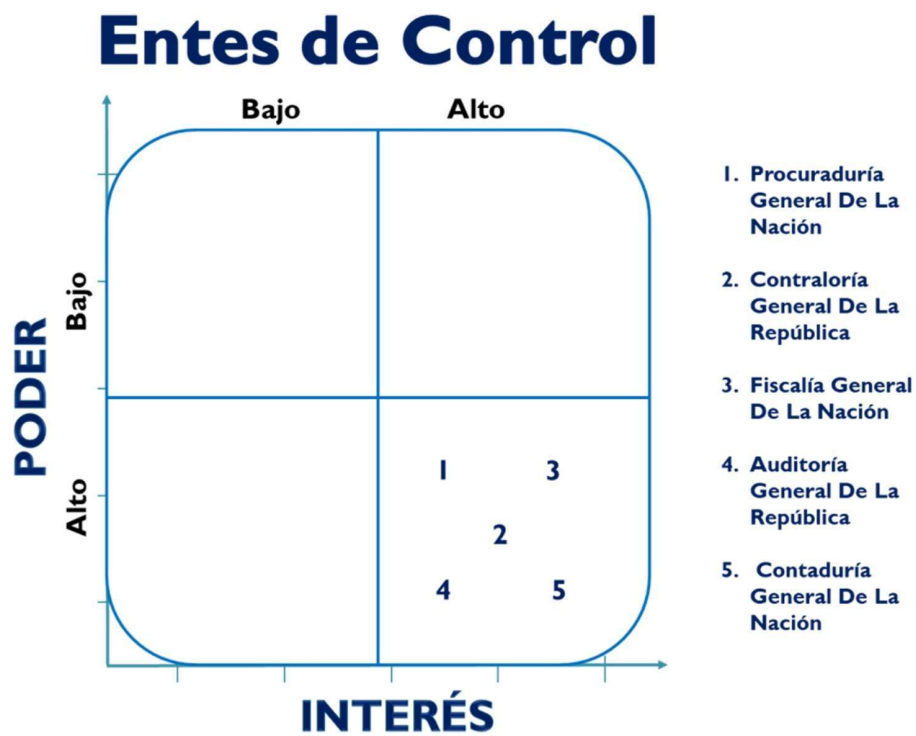 Entes de Control
Bajo Alto
PODER
Bajo
Alto
1 3
2
4 5
INTERÉS
1. Procuraduría
General De La
Nación
2. Contraloría
General De La
República
3. Fiscalía General
De La Nación
4. Auditoría
General De La
República
5. Contaduría
General De La
Nación